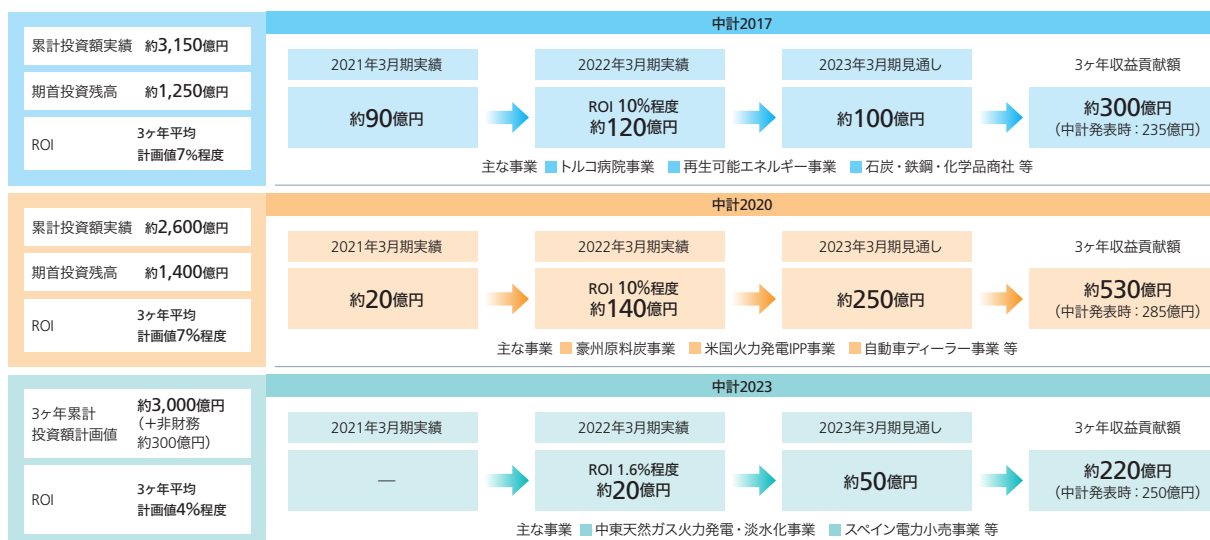 中計2017
累計投資額実績 約3,150億円
期首投資残高 約1,250億円
ROI
3ヶ年平均
計画値7%程度
2021年3月期実績
2022年3月期実績
2023年3月期見通し
3ヶ年収益貢献額
約90億円
ROI 10%程度
約120億円
約100億円
約300億円
(中計発表時:235億円)
主な事業 トルコ病院事業 再生可能エネルギー事業 石炭・鉄鋼・化学品商社 等
中計2020
累計投資額実績 約2,600億円
期首投資残高 約1,400億円
ROI
3ヶ年平均
計画値7%程度
2021年3月期実績
2022年3月期実績
2023年3月期見通し
3ヶ年収益貢献額
約20億円
ROI 10%程度
約140億円
約250億円
約530億円
(中計発表時:285億円)
主な事業 豪州原料炭事業 米国火力発電IPP事業 自動車ディーラー事業 等
中計2023
3ヶ年累計
投資額計画値
約3,000億円
(+非財務
約300億円)
ROI
3ヶ年平均
計画値4%程度
2021年3月期実績
2022年3月期実績
2023年3月期見通し
3ヶ年収益貢献額
—
ROI 1.6%程度
約20億円
約50億円
約220億円
(中計発表時:250億円)
主な事業 中東天然ガス火力発電・淡水化事業 スペイン電力小売事業 等